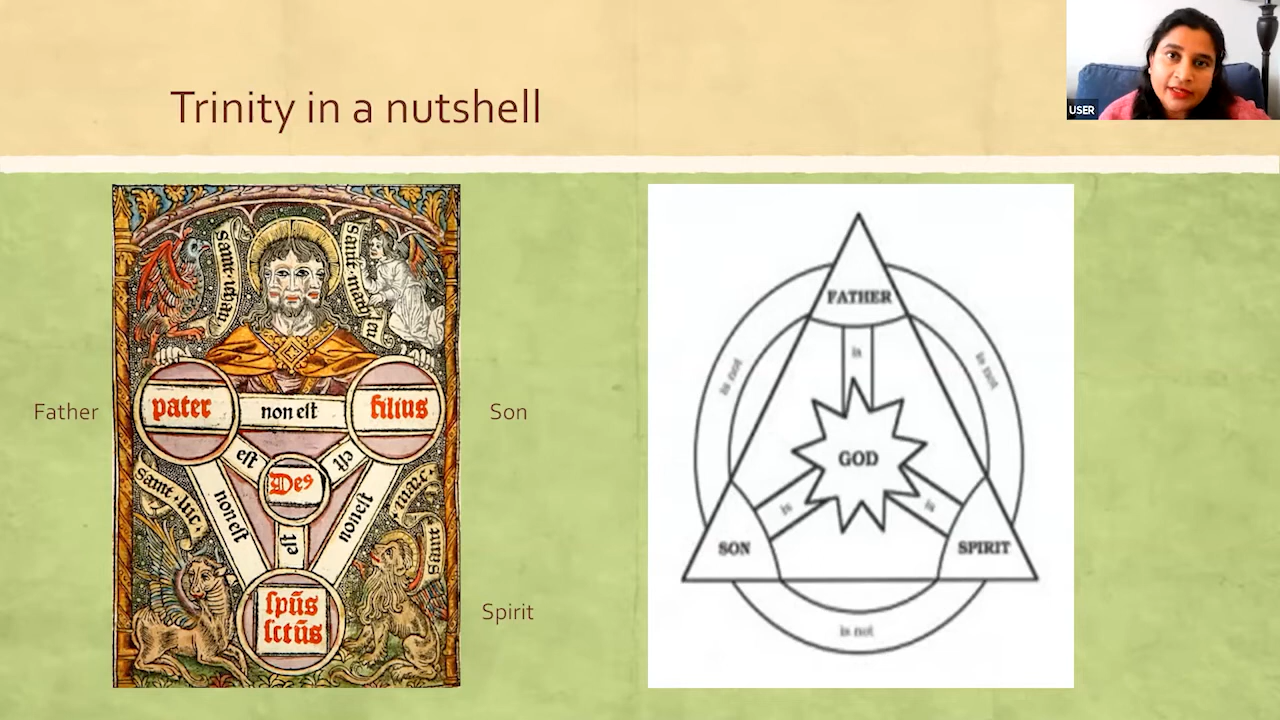 USER
Trinity in a nutshell
Father
pater
non est
filius
Son
est
est
Des
non est
est
non est
spūs
sctūs
Spirit
FATHER
is not
is
is not
GOD
is
is
SON
SPIRIT
is not